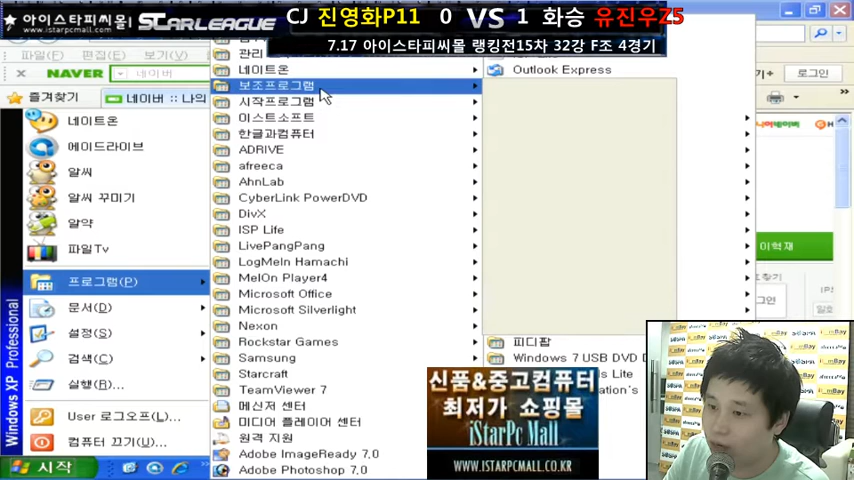 아이스타피씨몰!
www.istarpcmall.com
STARLEAGUE
CJ 진영화P11 0 VS 1 화승 유진우Z5
7.17 아이스타피씨몰 랭킹전15차 32강 F조 4경기
파일(F) 편집(E) 보기(V)
NAVER 네이버
로그인
즐겨찾기
네이버 :: 나의
네이트온
에이드라이브
알씨
알씨 꾸미기
알약
파일Tv
프로그램(P)
문서(D)
설정(S)
검색(C)
실행(R)...
User 로그오프(L)...
컴퓨터 끄기(U)...
Windows XP Professional
시작
관리
네이트온
보조프로그램
시작프로그램
이스트소프트
한글과컴퓨터
ADRIVE
afreeca
AhnLab
CyberLink PowerDVD
DivX
ISP Life
LivePangPang
LogMeIn Hamachi
MelOn Player4
Microsoft Office
Microsoft Silverlight
Nexon
Rockstar Games
Samsung
Starcraft
TeamViewer 7
메신저 센터
미디어 플레이어 센터
원격 지원
Adobe ImageReady 7.0
Adobe Photoshop 7.0
Outlook Express
피디팝
Windows 7 USB DVD D
s Lite
ration's
이혁재
신품&중고컴퓨터
최저가 쇼핑몰
iStarPc Mall
WWW.ISTARPCMALL.CO.KR